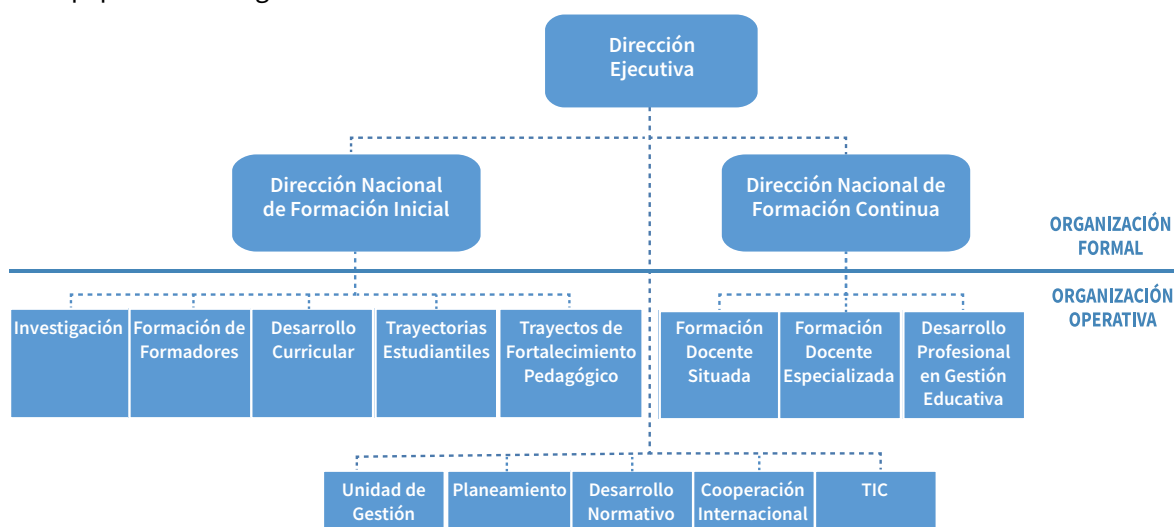 Dirección
Ejecutiva
Dirección Nacional
de Formación Inicial
Dirección Nacional de
Formación Continua
ORGANIZACIÓN
FORMAL
ORGANIZACIÓN
OPERATIVA
Investigación
Formación de
Formadores
Desarrollo
Curricular
Trayectorias
Estudiantiles
Trayectos de
Fortalecimiento
Pedagógico
Formación
Docente
Situada
Formación
Docente
Especializada
Desarrollo
Profesional
en Gestión
Educativa
Unidad de
Gestión
Planeamiento
Desarrollo
Normativo
Cooperación
Internacional
TIC